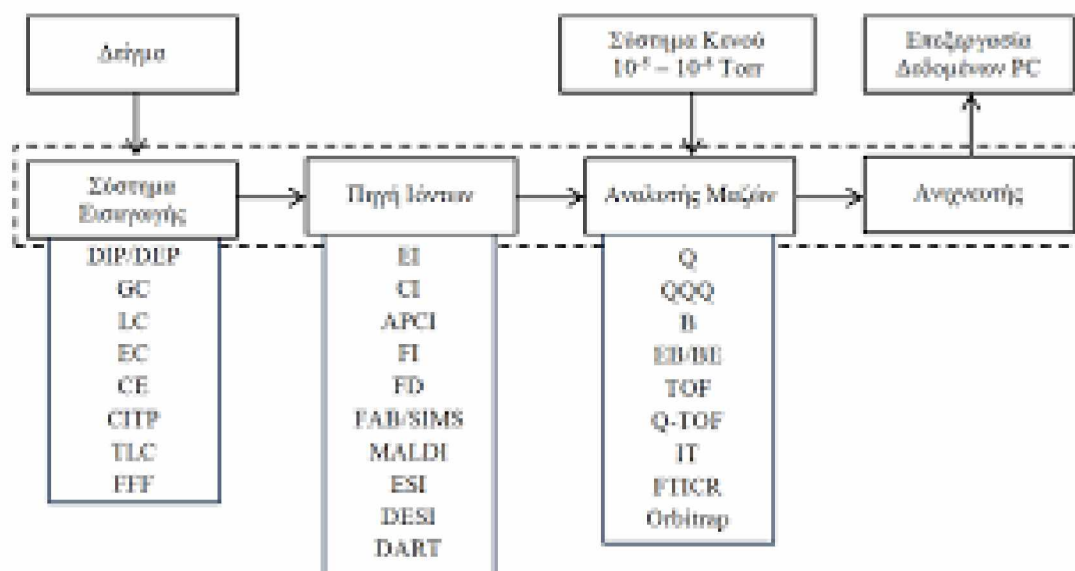 Δείγμα
Σύστημα Κενού
10⁻⁵ – 10⁻⁸ Torr
Επεξεργασία
Δεδομένων PC
Σύστημα
Εισαγωγής
Πηγή Ιόντων
Αναλυτής Μαζών
Ανιχνευτής
DIP/DEP
GC
LC
EC
CE
CITP
TLC
FFF
EI
CI
APCI
FI
FD
FAB/SIMS
MALDI
ESI
DESI
DART
Q
QQQ
B
EB/BE
TOF
Q-TOF
IT
FTICR
Orbitrap